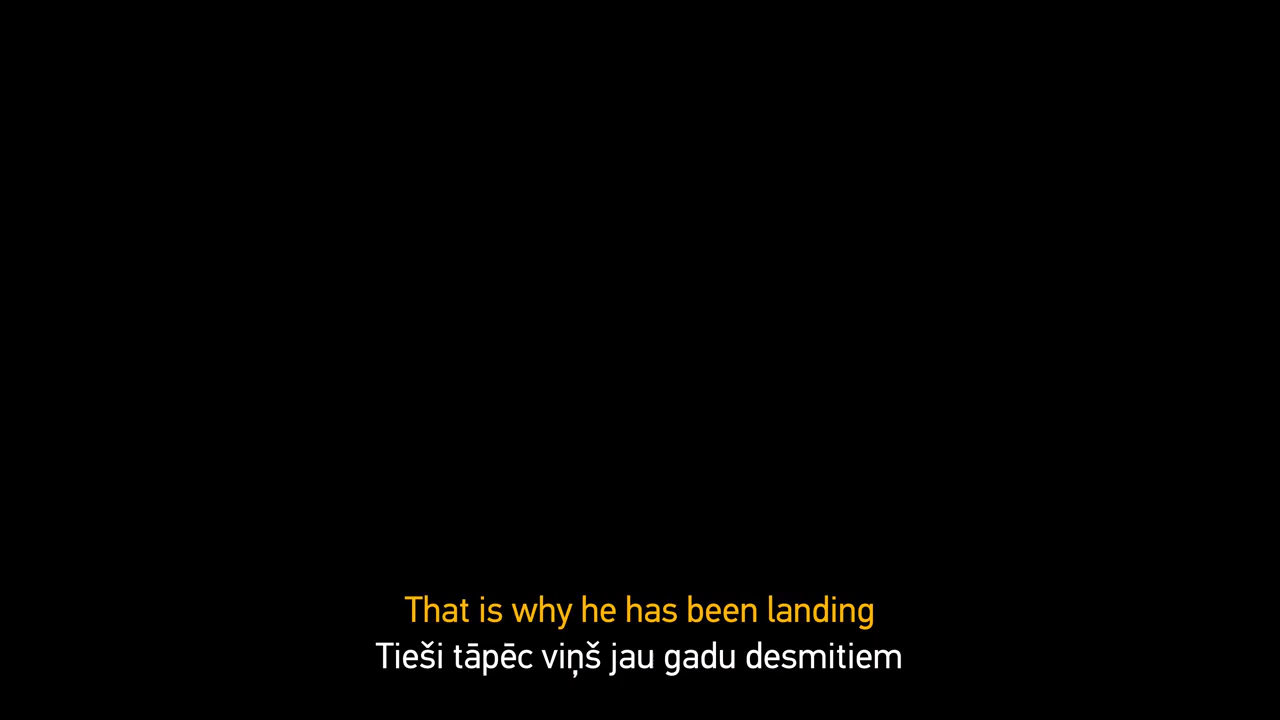 That is why he has been landing
Tieši tāpēc viņš jau gadu desmitiem